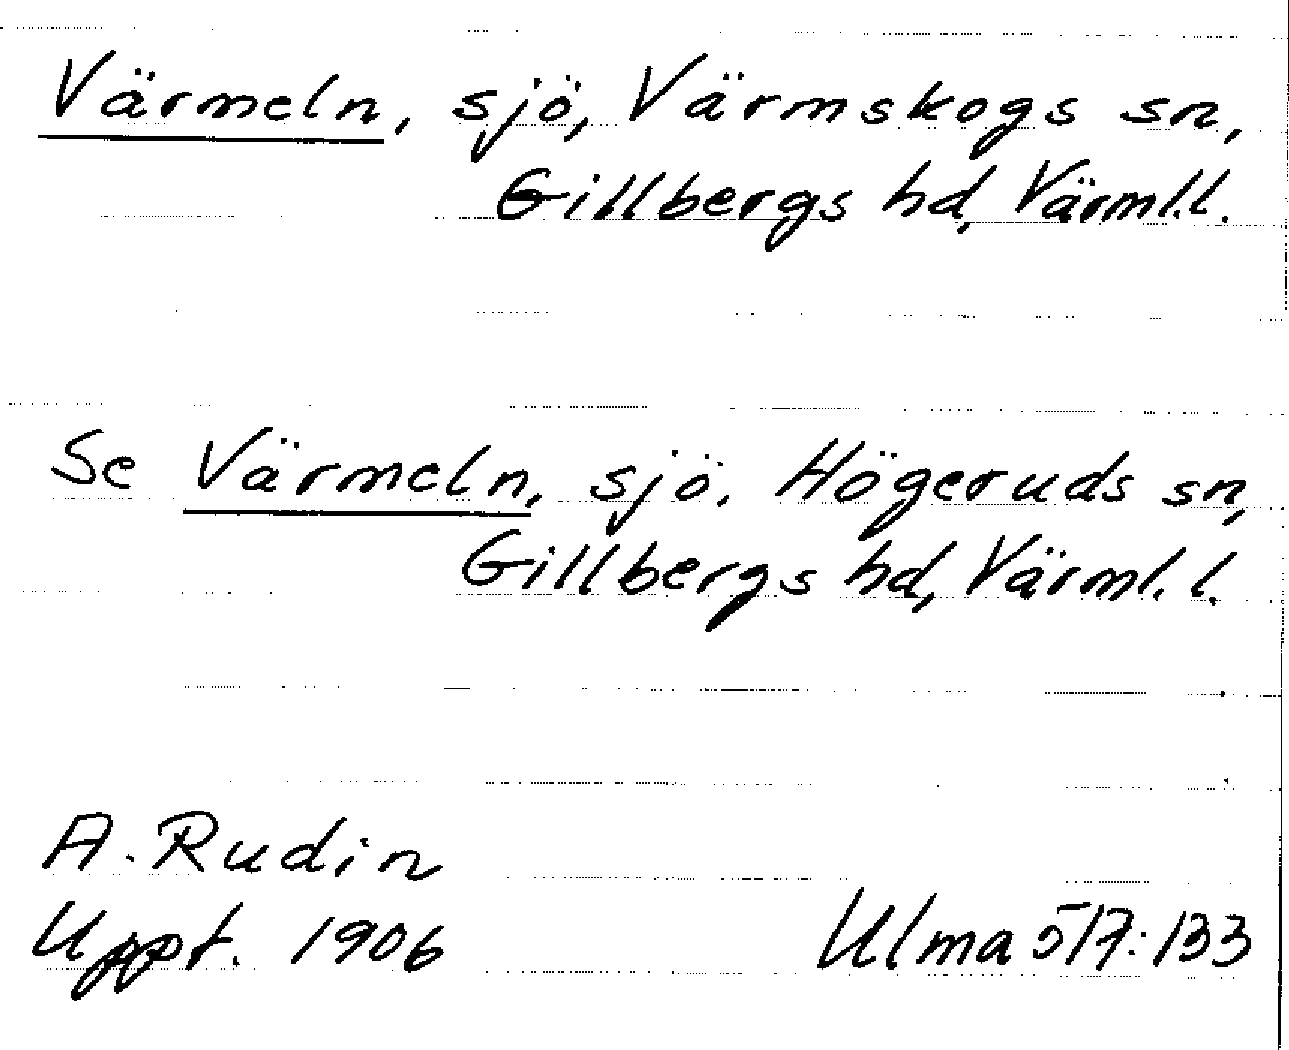 Värmeln, sjö, Värmskogs sn,
Gillbergs hd, Värml.l.
Se Värmeln, sjö, Högeruds sn,
Gillbergs hd, Värml. l.
A. Rudin
Uppt. 1906
Ulma 517:133